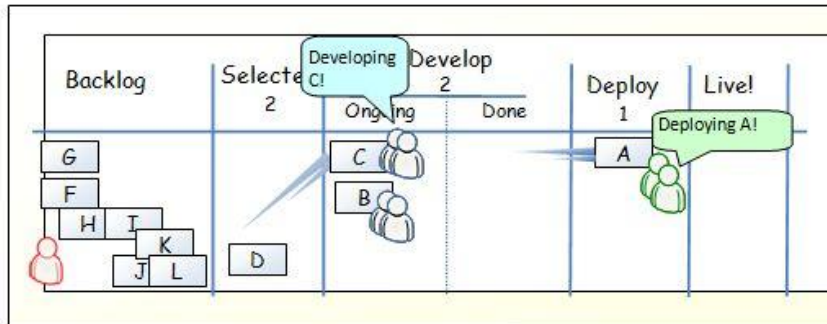 Developing
C!
Backlog
Selecte
2
Develop
2
Ongoing
Done
Deploy
1
Live!
Deploying A!
G
F
H
I
K
J
L
D
C
B
A